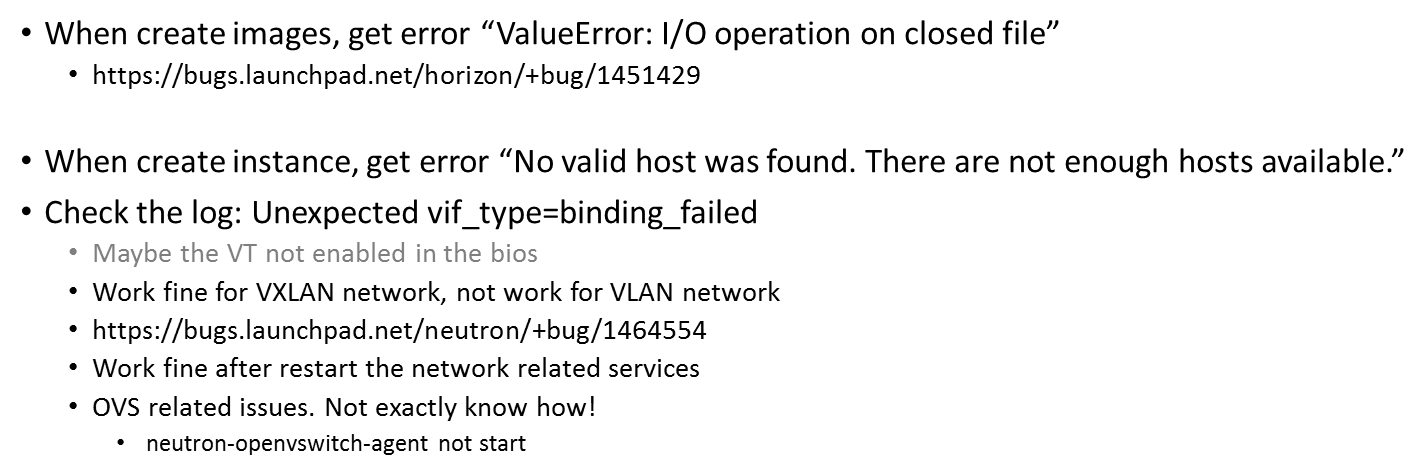 • When create images, get error “ValueError: I/O operation on closed file”
• https://bugs.launchpad.net/horizon/+bug/1451429
• When create instance, get error “No valid host was found. There are not enough hosts available.”
• Check the log: Unexpected vif_type=binding_failed
• Maybe the VT not enabled in the bios
• Work fine for VXLAN network, not work for VLAN network
• https://bugs.launchpad.net/neutron/+bug/1464554
• Work fine after restart the network related services
• OVS related issues. Not exactly know how!
• neutron-openvswitch-agent not start